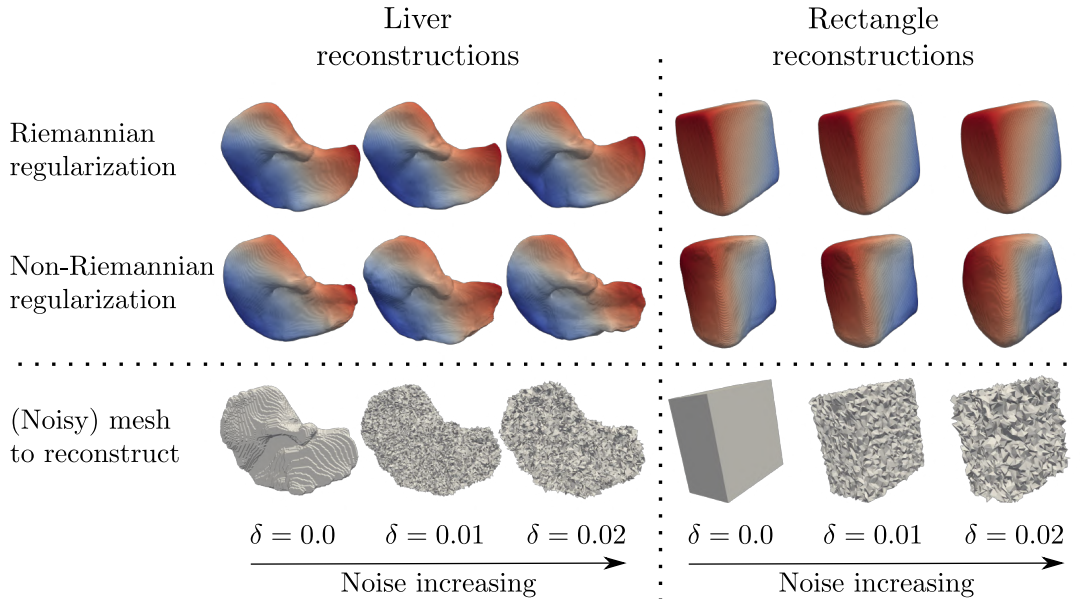 Liver
reconstructions
Rectangle
reconstructions
Riemannian
regularization
Non-Riemannian
regularization
(Noisy) mesh
to reconstruct
δ = 0.0 δ = 0.01 δ = 0.02
δ = 0.0 δ = 0.01 δ = 0.02
Noise increasing
Noise increasing